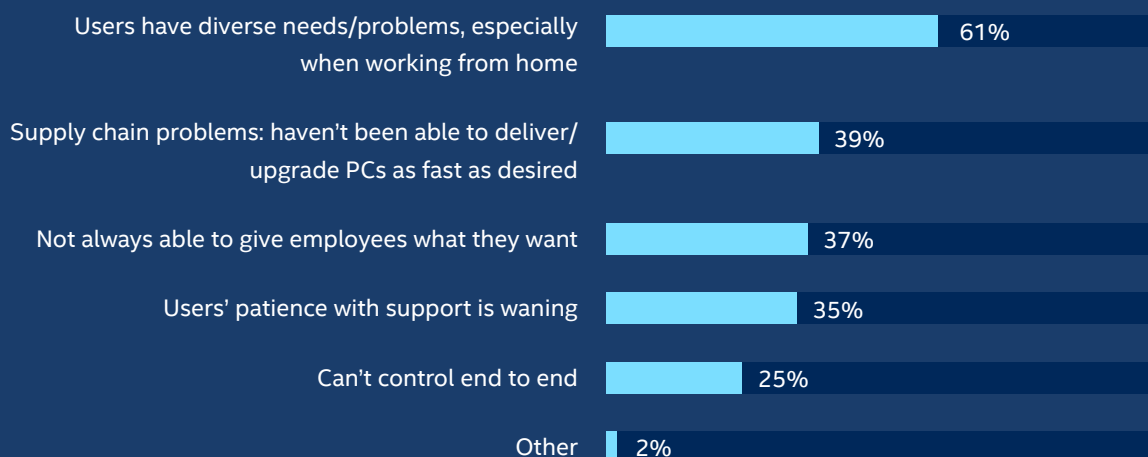 Users have diverse needs/problems, especially
when working from home
61%
Supply chain problems: haven’t been able to deliver/
upgrade PCs as fast as desired
39%
Not always able to give employees what they want
37%
Users’ patience with support is waning
35%
Can’t control end to end
25%
Other
2%